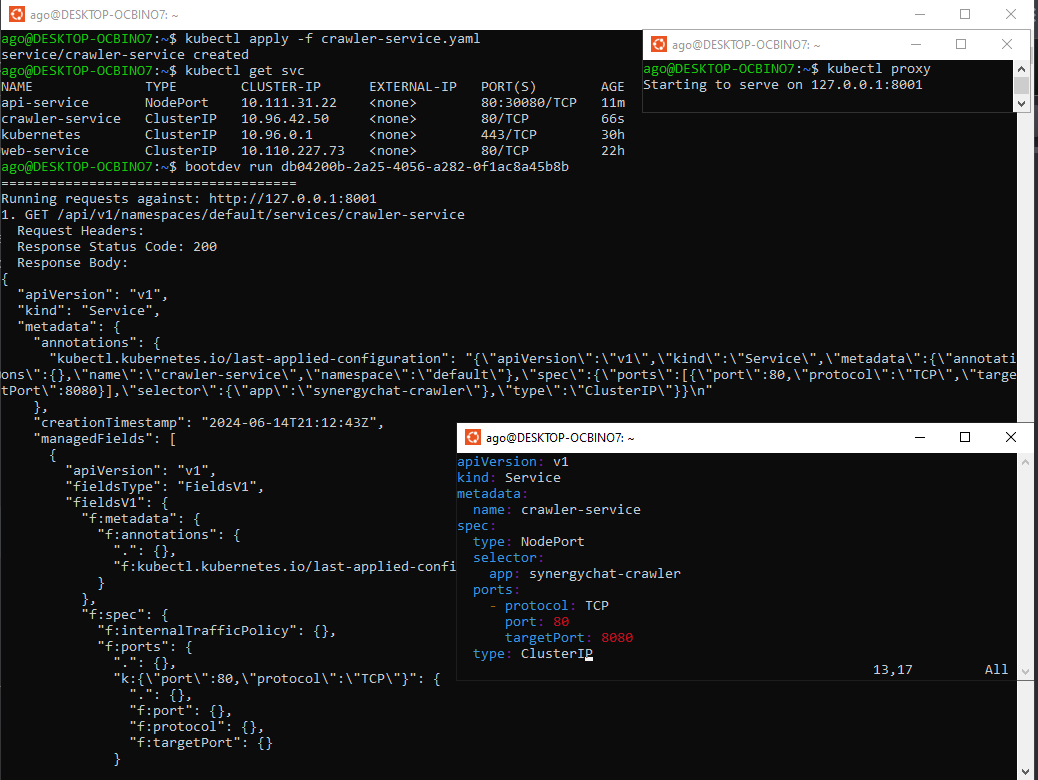 ago@DESKTOP-OCBINO7: ~
ago@DESKTOP-OCBINO7:~$ kubectl apply -f crawler-service.yaml
service/crawler-service created
ago@DESKTOP-OCBINO7:~$ kubectl get svc
NAME TYPE CLUSTER-IP EXTERNAL-IP PORT(S) AGE
api-service NodePort 10.111.31.22 <none> 80:30080/TCP 11m
crawler-service ClusterIP 10.96.42.50 <none> 80/TCP 66s
kubernetes ClusterIP 10.96.0.1 <none> 443/TCP 30h
web-service ClusterIP 10.110.227.73 <none> 80/TCP 22h
ago@DESKTOP-OCBINO7:~$ bootdev run db04200b-2a25-4056-a282-0f1ac8a45b8b
=====================================
Running requests against: http://127.0.0.1:8001
1. GET /api/v1/namespaces/default/services/crawler-service
  Request Headers:
  Response Status Code: 200
  Response Body:
{
  "apiVersion": "v1",
  "kind": "Service",
  "metadata": {
    "annotations": {
      "kubectl.kubernetes.io/last-applied-configuration": "{\"apiVersion\":\"v1\",\"kind\":\"Service\",\"metadata\":{\"annotati
ons\":{},\"name\":\"crawler-service\",\"namespace\":\"default\"},\"spec\":{\"ports\":[{\"port\":80,\"protocol\":\"TCP\",\"targe
tPort\":8080}],\"selector\":{\"app\":\"synergychat-crawler\"},\"type\":\"ClusterIP\"}}\n"
    },
    "creationTimestamp": "2024-06-14T21:12:43Z",
    "managedFields": [
      {
        "apiVersion": "v1",
        "fieldsType": "FieldsV1",
        "fieldsV1": {
          "f:metadata": {
            "f:annotations": {
              ".": {},
              "f:kubectl.kubernetes.io/last-applied-confi
            }
          },
          "f:spec": {
            "f:internalTrafficPolicy": {},
            "f:ports": {
              ".": {},
              "k:{\"port\":80,\"protocol\":\"TCP\"}": {
                ".": {},
                "f:port": {},
                "f:protocol": {},
                "f:targetPort": {}
              }
ago@DESKTOP-OCBINO7: ~
ago@DESKTOP-OCBINO7:~$ kubectl proxy
Starting to serve on 127.0.0.1:8001
ago@DESKTOP-OCBINO7: ~
apiVersion: v1
kind: Service
metadata:
  name: crawler-service
spec:
  type: NodePort
  selector:
    app: synergychat-crawler
  ports:
    - protocol: TCP
      port: 80
      targetPort: 8080
  type: ClusterIP
13,17 All